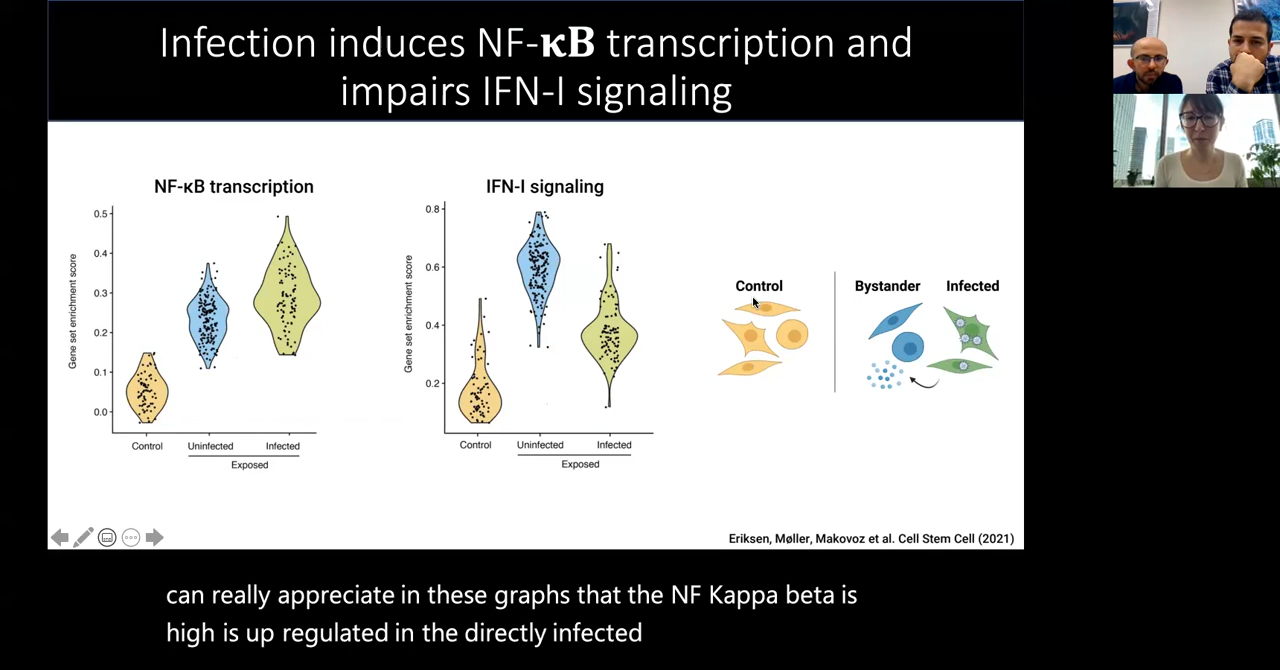 Infection induces NF-κB transcription and
impairs IFN-I signaling
NF-κB transcription
Gene set enrichment score
0.5
0.4
0.3
0.2
0.1
0.0
Control
Uninfected
Infected
Exposed
IFN-I signaling
Gene set enrichment score
0.8
0.6
0.4
0.2
Control
Uninfected
Infected
Exposed
Control
Bystander
Infected
Eriksen, Møller, Makovoz et al. Cell Stem Cell (2021)
can really appreciate in these graphs that the NF Kappa beta is
high is up regulated in the directly infected